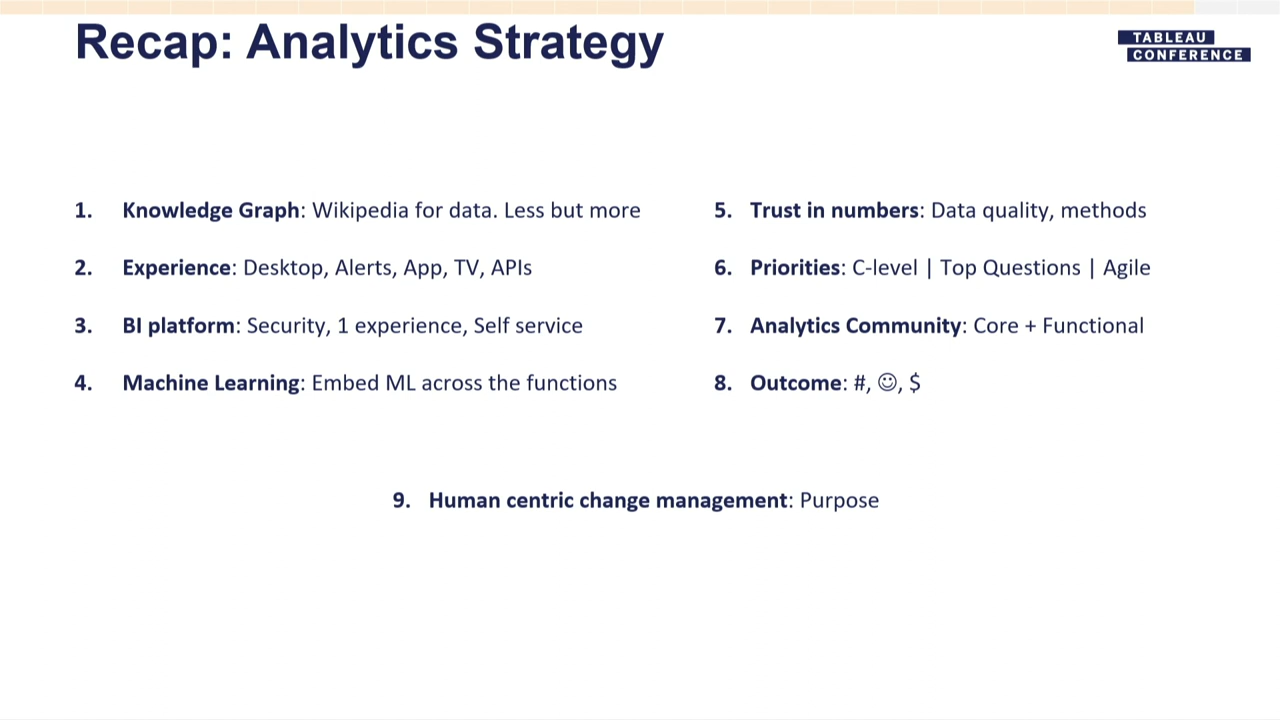 Recap: Analytics Strategy
TABLEAU
CONFERENCE
1. Knowledge Graph: Wikipedia for data. Less but more
2. Experience: Desktop, Alerts, App, TV, APIs
3. BI platform: Security, 1 experience, Self service
4. Machine Learning: Embed ML across the functions
5. Trust in numbers: Data quality, methods
6. Priorities: C-level | Top Questions | Agile
7. Analytics Community: Core + Functional
8. Outcome: #, ☺, $
9. Human centric change management: Purpose